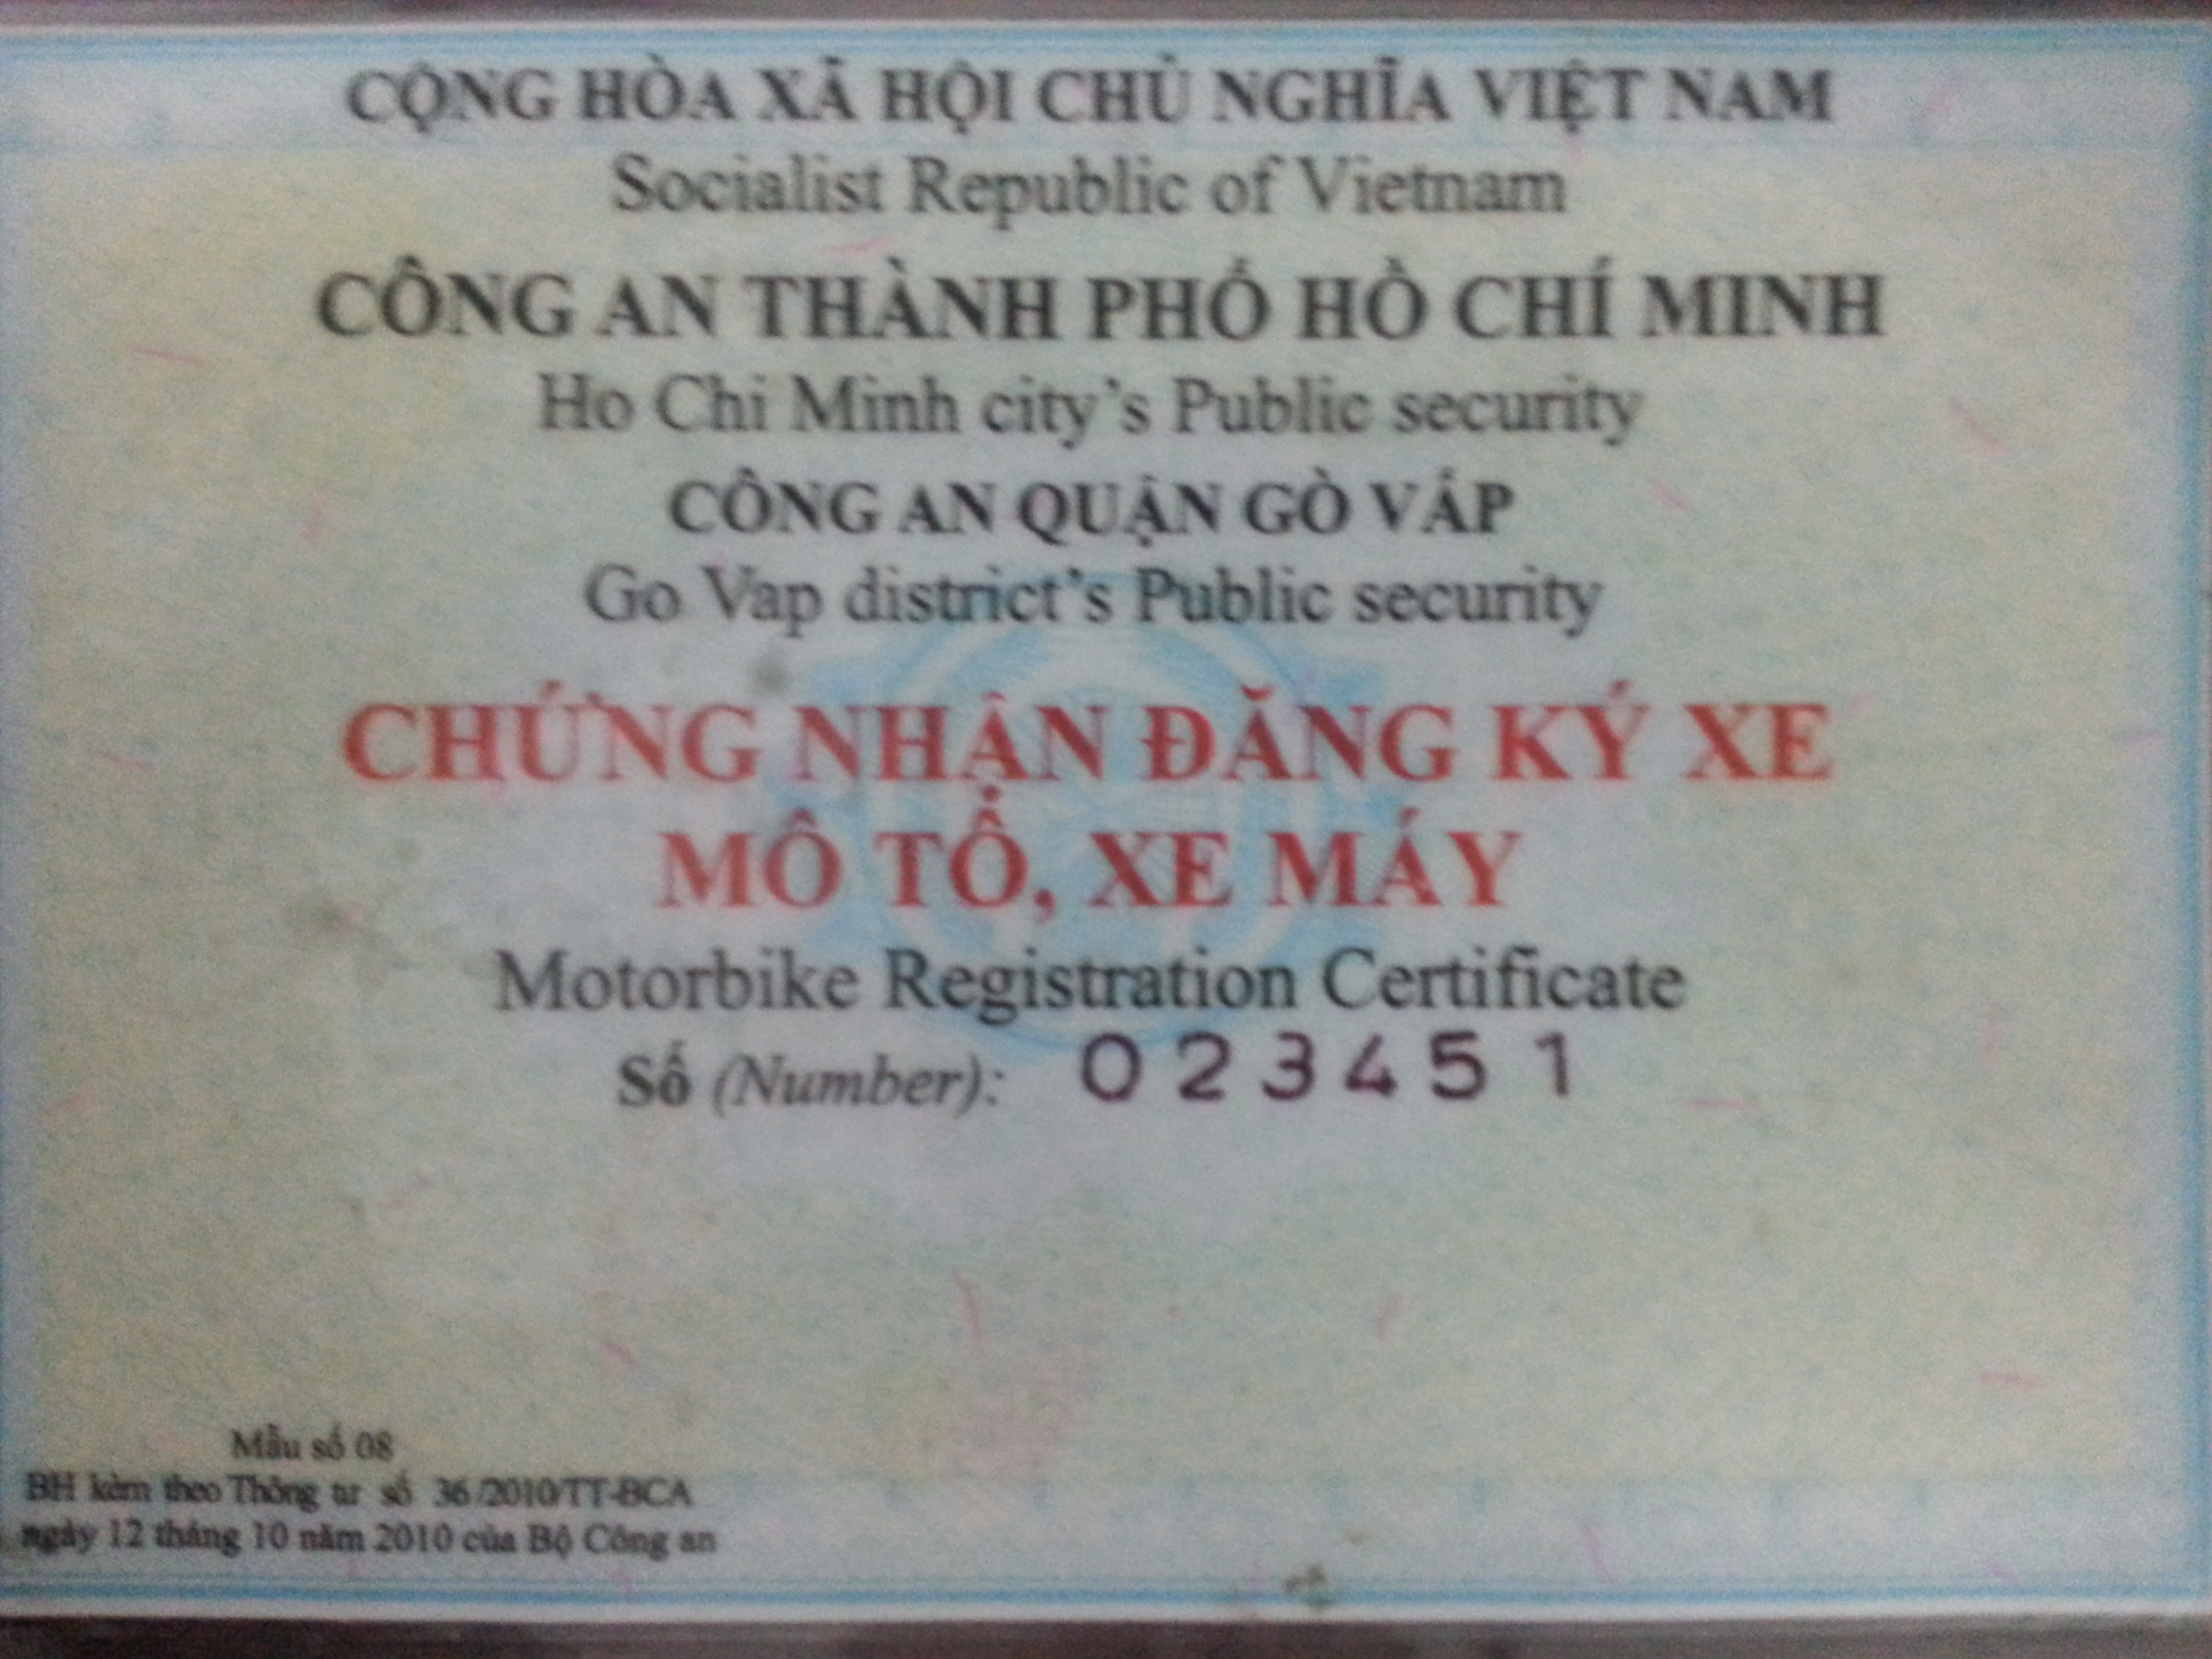 CỘNG HÒA XÃ HỘI CHỦ NGHĨA VIỆT NAM
Socialist Republic of Vietnam
CÔNG AN THÀNH PHỐ HỒ CHÍ MINH
Ho Chi Minh city's Public security
CÔNG AN QUẬN GÒ VẤP
Go Vap district's Public security
CHỨNG NHẬN ĐĂNG KÝ XE
MÔ TÔ, XE MÁY
Motorbike Registration Certificate
Số (Number): 023451
Mẫu số 08
BH kèm theo Thông tư số 36/2010/TT-BCA
ngày 12 tháng 10 năm 2010 của Bộ Công an